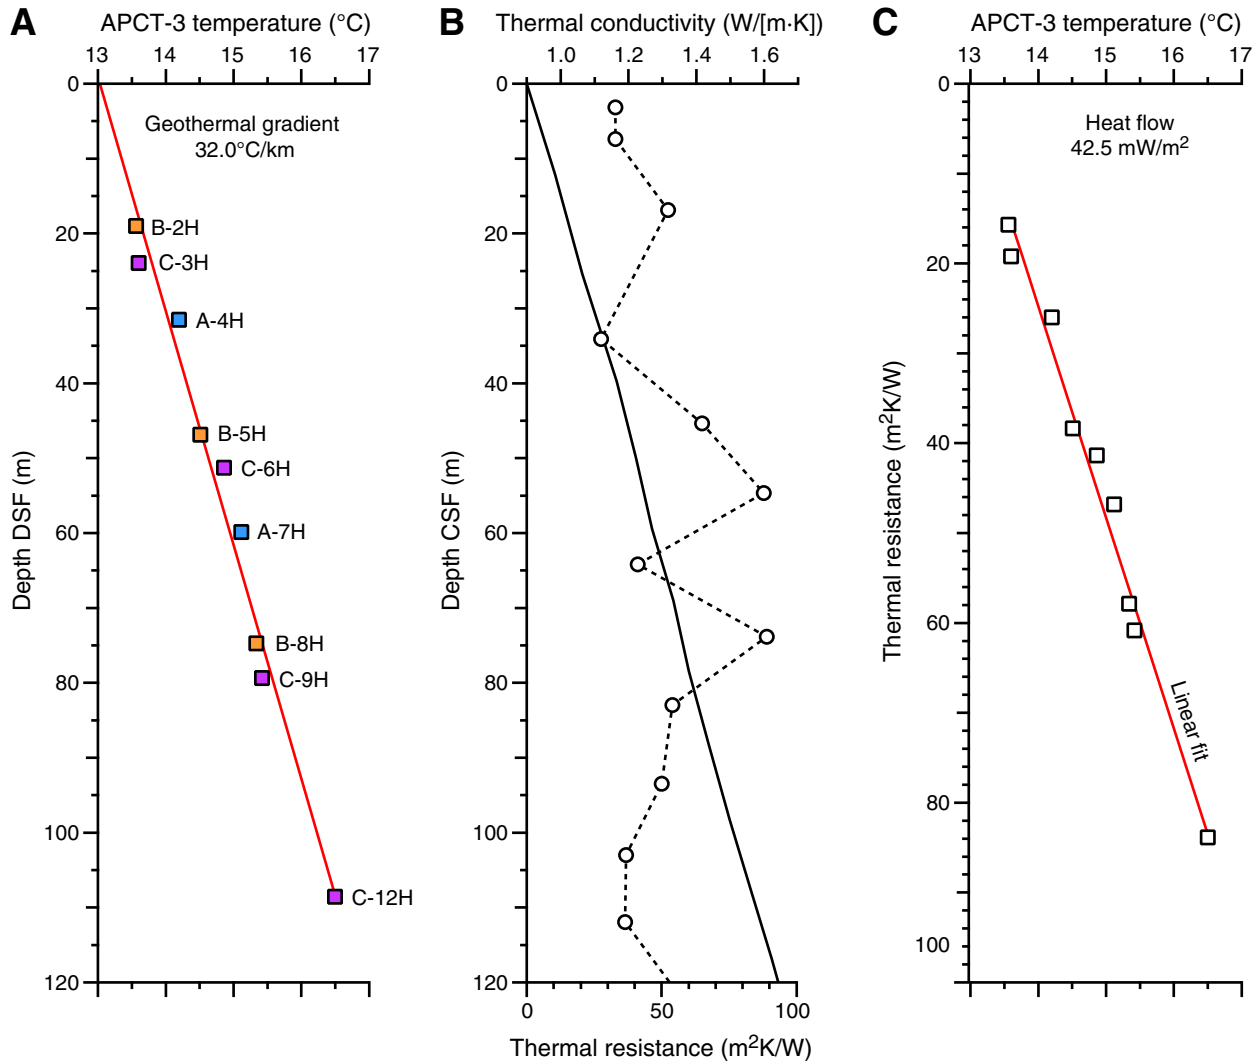 A
APCT-3 temperature (°C)
13 14 15 16 17
0
20
40
60
80
100
120
Depth DSF (m)
Geothermal gradient
32.0°C/km
B-2H
C-3H
A-4H
B-5H
C-6H
A-7H
B-8H
C-9H
C-12H
B
Thermal conductivity (W/[m·K])
1.0 1.2 1.4 1.6
0
20
40
60
80
100
120
Depth CSF (m)
0 50 100
Thermal resistance (m²K/W)
C
APCT-3 temperature (°C)
13 14 15 16 17
0
20
40
60
80
100
Thermal resistance (m²K/W)
Heat flow
42.5 mW/m²
Linear fit